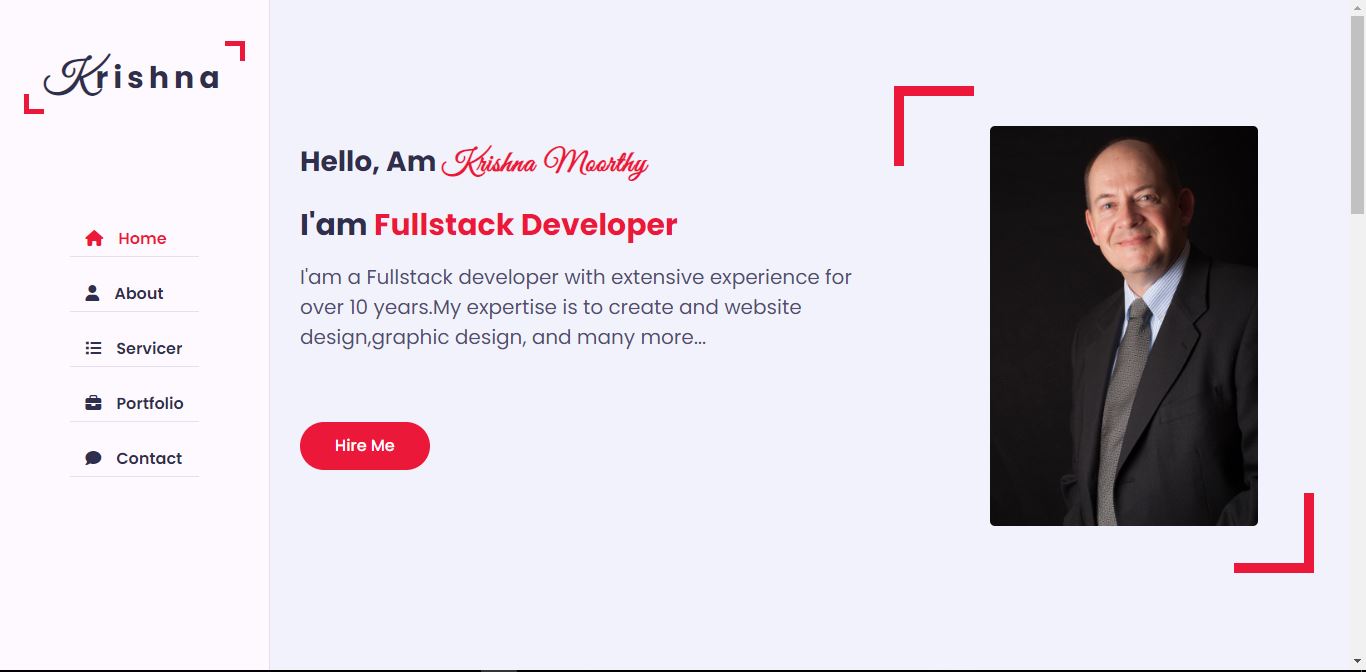 Krishna
Home
About
Servicer
Portfolio
Contact
Hello, Am Krishna Moorthy
I'am Fullstack Developer
I'am a Fullstack developer with extensive experience for
over 10 years.My expertise is to create and website
design,graphic design, and many more...
Hire Me